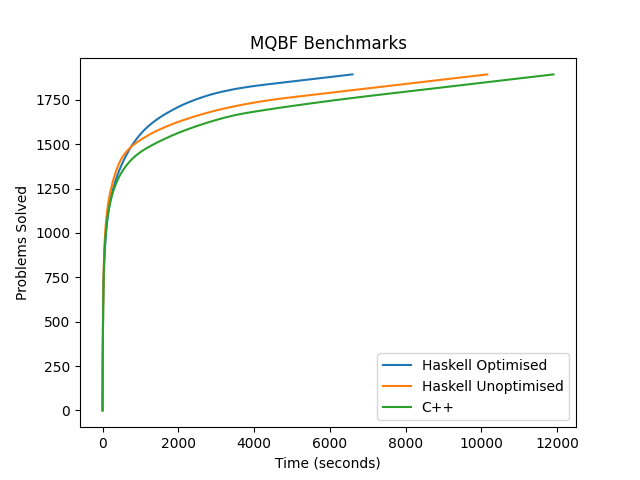 MQBF Benchmarks
Problems Solved
1750
1500
1250
1000
750
500
250
0
0 2000 4000 6000 8000 10000 12000
Time (seconds)
Haskell Optimised
Haskell Unoptimised
C++